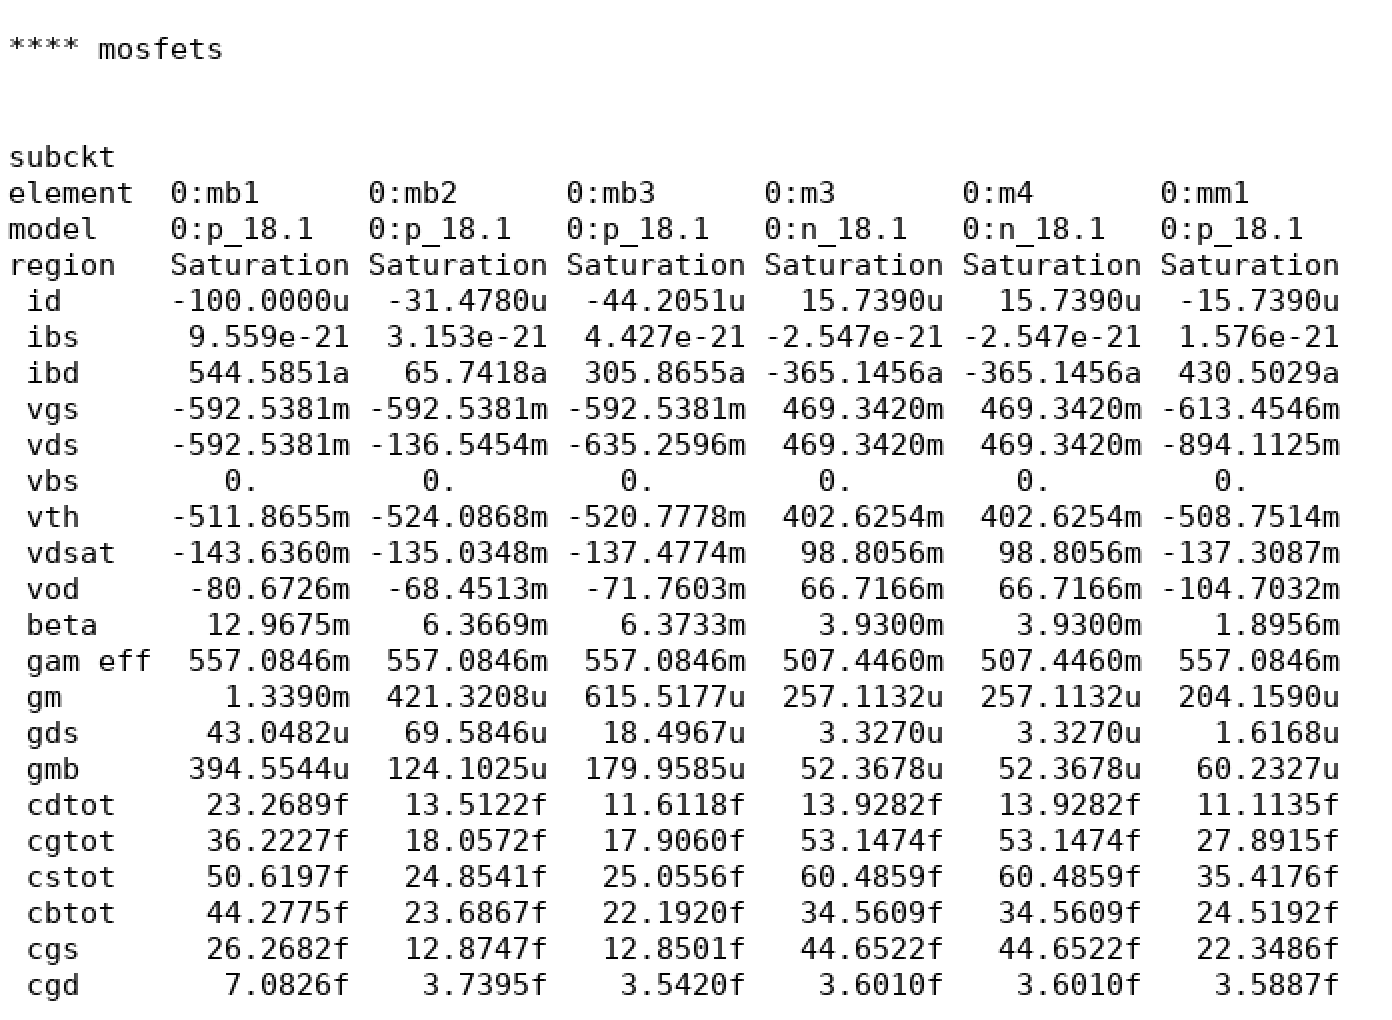 **** mosfets
subckt
element  0:mb1      0:mb2      0:mb3      0:m3       0:m4       0:mm1
model    0:p_18.1   0:p_18.1   0:p_18.1   0:n_18.1   0:n_18.1   0:p_18.1
region   Saturation Saturation Saturation Saturation Saturation Saturation
 id      -100.0000u  -31.4780u  -44.2051u   15.7390u   15.7390u  -15.7390u
 ibs      9.559e-21  3.153e-21  4.427e-21 -2.547e-21 -2.547e-21  1.576e-21
 ibd      544.5851a   65.7418a  305.8655a -365.1456a -365.1456a  430.5029a
 vgs     -592.5381m -592.5381m -592.5381m  469.3420m  469.3420m -613.4546m
 vds     -592.5381m -136.5454m -635.2596m  469.3420m  469.3420m -894.1125m
 vbs        0.         0.         0.         0.         0.         0.
 vth     -511.8655m -524.0868m -520.7778m  402.6254m  402.6254m -508.7514m
 vdsat   -143.6360m -135.0348m -137.4774m   98.8056m   98.8056m -137.3087m
 vod      -80.6726m  -68.4513m  -71.7603m   66.7166m   66.7166m -104.7032m
 beta      12.9675m    6.3669m    6.3733m    3.9300m    3.9300m    1.8956m
 gam eff  557.0846m  557.0846m  557.0846m  507.4460m  507.4460m  557.0846m
 gm         1.3390m  421.3208u  615.5177u  257.1132u  257.1132u  204.1590u
 gds       43.0482u   69.5846u   18.4967u    3.3270u    3.3270u    1.6168u
 gmb      394.5544u  124.1025u  179.9585u   52.3678u   52.3678u   60.2327u
 cdtot     23.2689f   13.5122f   11.6118f   13.9282f   13.9282f   11.1135f
 cgtot     36.2227f   18.0572f   17.9060f   53.1474f   53.1474f   27.8915f
 cstot     50.6197f   24.8541f   25.0556f   60.4859f   60.4859f   35.4176f
 cbtot     44.2775f   23.6867f   22.1920f   34.5609f   34.5609f   24.5192f
 cgs       26.2682f   12.8747f   12.8501f   44.6522f   44.6522f   22.3486f
 cgd        7.0826f    3.7395f    3.5420f    3.6010f    3.6010f    3.5887f